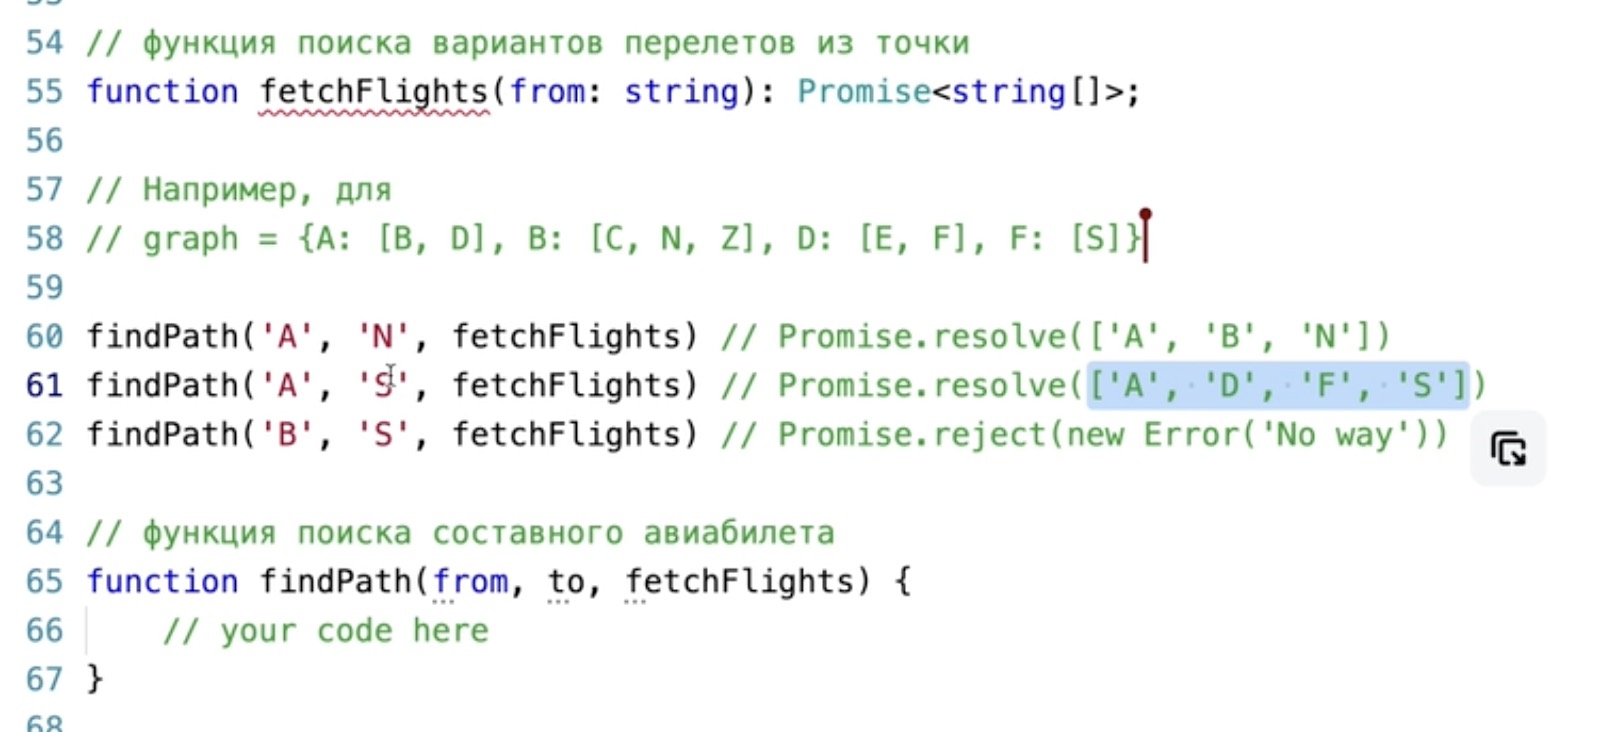 54 // функция поиска вариантов перелетов из точки
55 function fetchFlights(from: string): Promise<string[]>;
56
57 // Например, для
58 // graph = {A: [B, D], B: [C, N, Z], D: [E, F], F: [S]}
59
60 findPath('A', 'N', fetchFlights) // Promise.resolve(['A', 'B', 'N'])
61 findPath('A', 'S', fetchFlights) // Promise.resolve(['A', 'D', 'F', 'S'])
62 findPath('B', 'S', fetchFlights) // Promise.reject(new Error('No way'))
63
64 // функция поиска составного авиабилета
65 function findPath(from, to, fetchFlights) {
66 // your code here
67 }
68